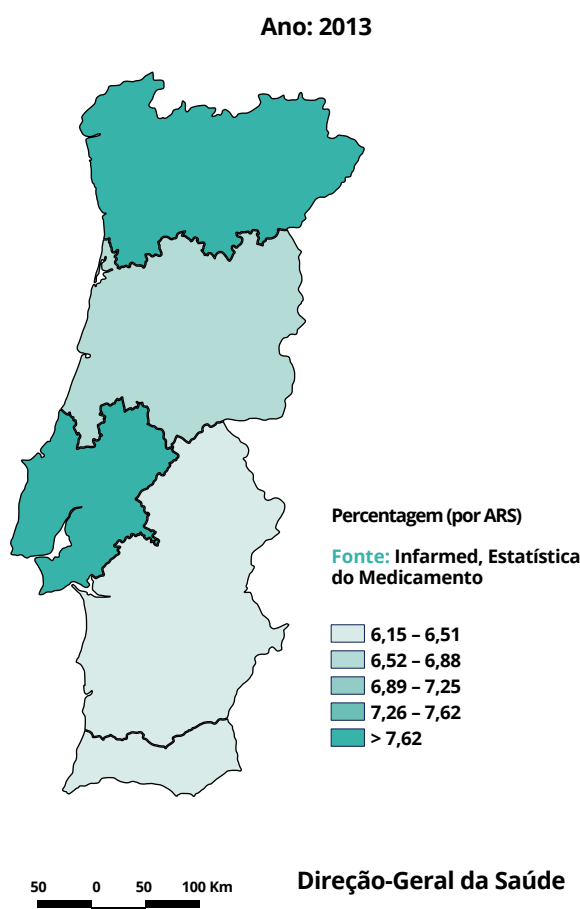 Ano: 2013
Percentagem (por ARS)
Fonte: Infarmed, Estatística
do Medicamento
6,15 – 6,51
6,52 – 6,88
6,89 – 7,25
7,26 – 7,62
> 7,62
50 0 50 100 Km
Direção-Geral da Saúde